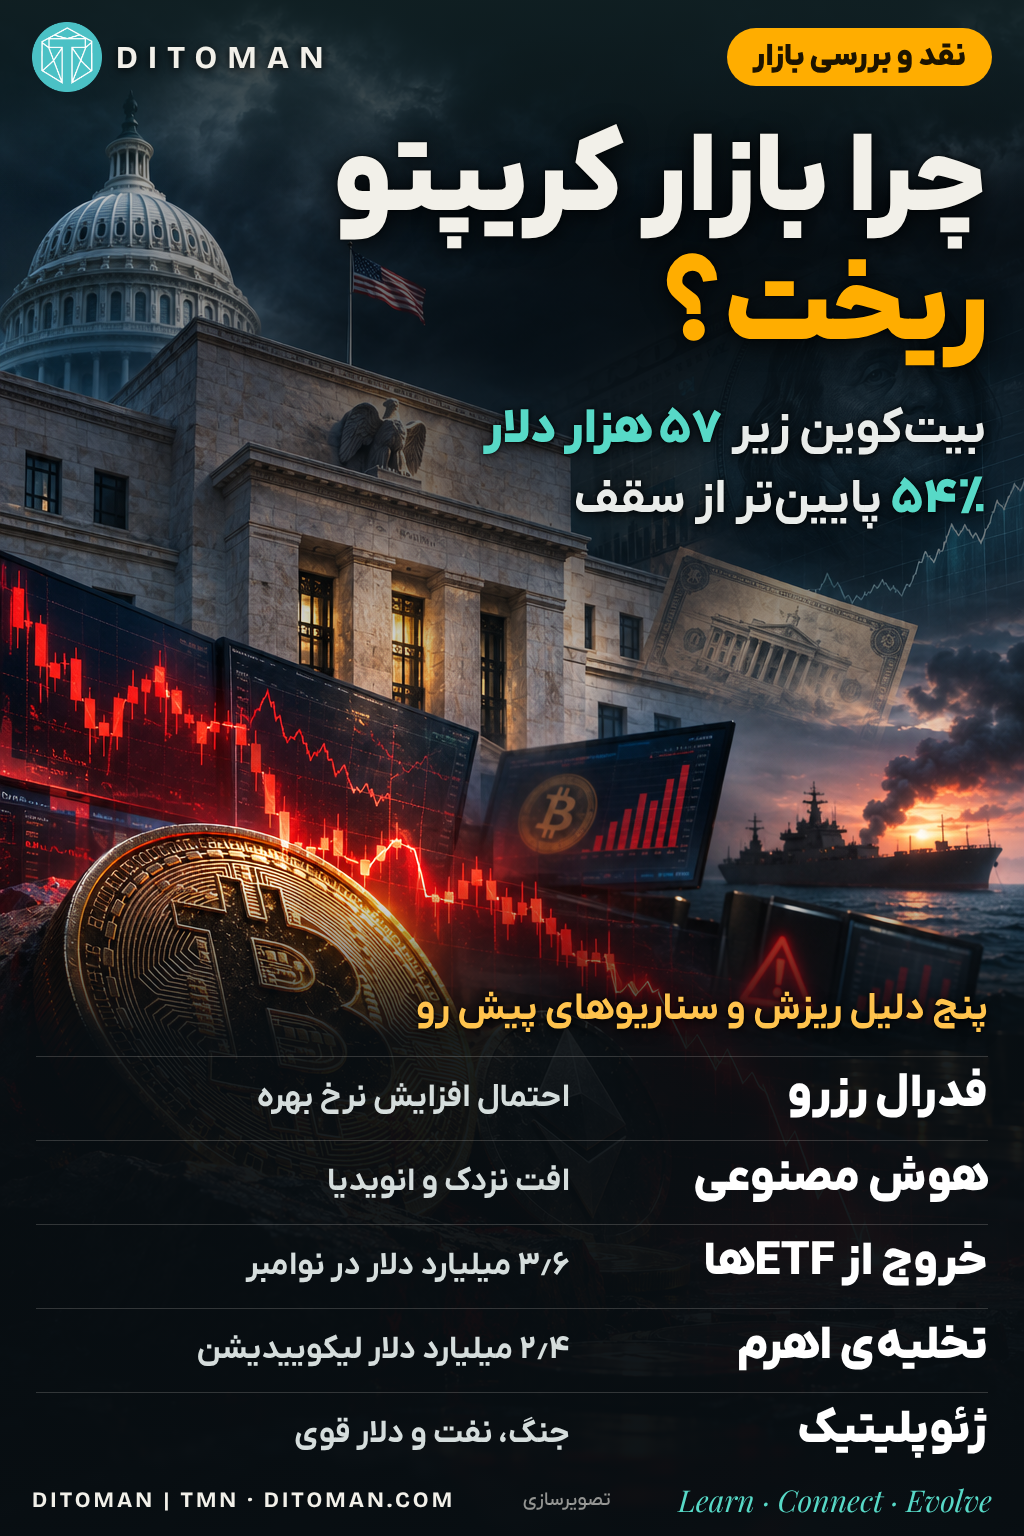 DITOMAN
نقد و بررسی بازار
چرا بازار کریپتو
ریخت؟
بیت‌کوین زیر ۵۷ هزار دلار
۵۴٪ پایین‌تر از سقف
پنج دلیل ریزش و سناریوهای پیش رو
فدرال رزرو
احتمال افزایش نرخ بهره
هوش مصنوعی
افت نزدک و انویدیا
خروج از ETFها
۳٫۶ میلیارد دلار در نوامبر
تخلیه‌ی اهرم
۲٫۴ میلیارد دلار لیکوییدیشن
ژئوپلیتیک
جنگ، نفت و دلار قوی
DITOMAN | TMN · DITOMAN.COM
تصویرسازی
Learn · Connect · Evolve